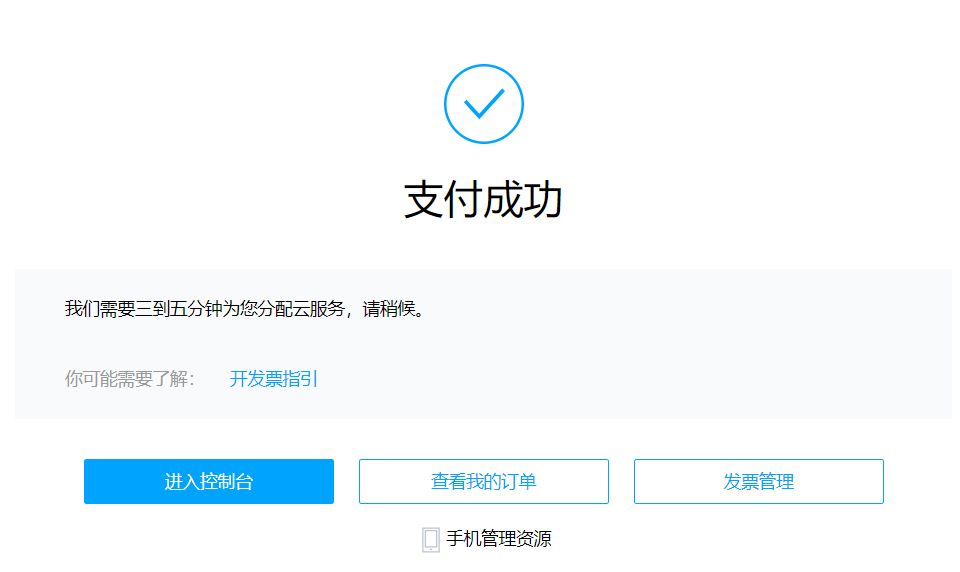 支付成功
我们需要三到五分钟为您分配云服务，请稍候。
你可能需要了解： 开发票指引
进入控制台 查看我的订单 发票管理
手机管理资源